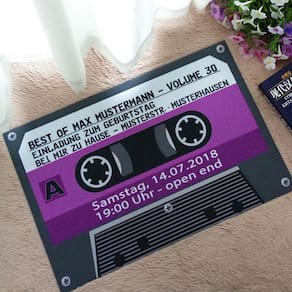 BEST OF MAX MUSTERMANN - VOLUME 30
EINLADUNG ZUM GEBURTSTAG
BEI MIR ZU HAUSE - MUSTERSTR. MUSTERHAUSEN
A
Samstag, 14.07.2018
19:00 Uhr - open end